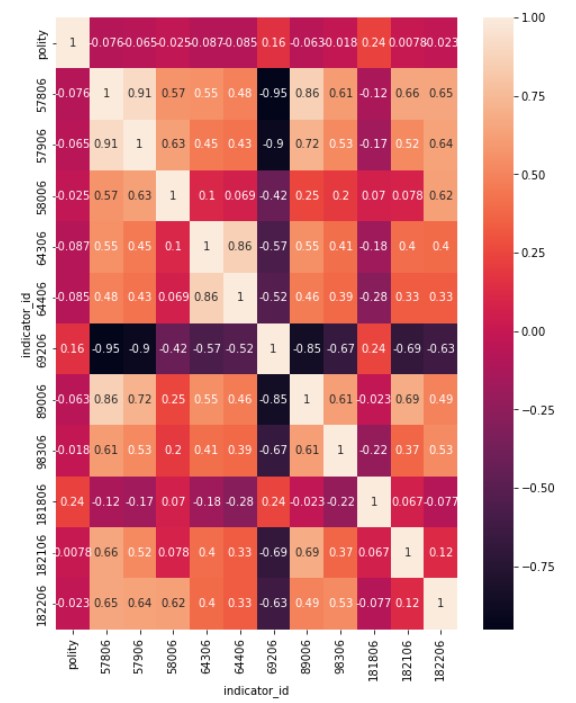 polity 1 -0.076 -0.065 -0.025 -0.087 -0.085 0.16 -0.063 -0.018 0.24 0.0078 -0.023
57806 -0.076 1 0.91 0.57 0.55 0.48 -0.95 0.86 0.61 -0.12 0.66 0.65
57906 -0.065 0.91 1 0.63 0.45 0.43 -0.9 0.72 0.53 -0.17 0.52 0.64
58006 -0.025 0.57 0.63 1 0.1 0.069 -0.42 0.25 0.2 0.07 0.078 0.62
64306 -0.087 0.55 0.45 0.1 1 0.86 -0.57 0.55 0.41 -0.18 0.4 0.4
64406 -0.085 0.48 0.43 0.069 0.86 1 -0.52 0.46 0.39 -0.28 0.33 0.33
69206 0.16 -0.95 -0.9 -0.42 -0.57 -0.52 1 -0.85 -0.67 0.24 -0.69 -0.63
89006 -0.063 0.86 0.72 0.25 0.55 0.46 -0.85 1 0.61 -0.023 0.69 0.49
98306 -0.018 0.61 0.53 0.2 0.41 0.39 -0.67 0.61 1 -0.22 0.37 0.53
181806 0.24 -0.12 -0.17 0.07 -0.18 -0.28 0.24 -0.023 -0.22 1 0.067 -0.077
182106 0.0078 0.66 0.52 0.078 0.4 0.33 -0.69 0.69 0.37 0.067 1 0.12
182206 -0.023 0.65 0.64 0.62 0.4 0.33 -0.63 0.49 0.53 -0.077 0.12 1
indicator_id
polity 57806 57906 58006 64306 64406 69206 89006 98306 181806 182106 182206
indicator_id
1.00
0.75
0.50
0.25
0.00
−0.25
−0.50
−0.75